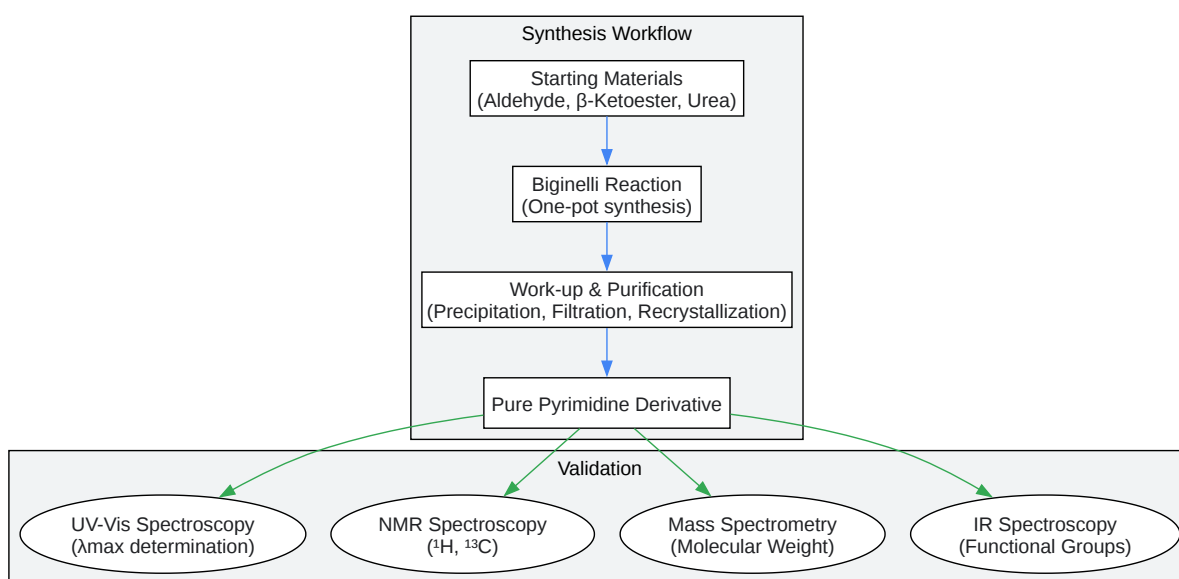 Synthesis Workflow
Starting Materials
(Aldehyde, β-Ketoester, Urea)
Biginelli Reaction
(One-pot synthesis)
Work-up & Purification
(Precipitation, Filtration, Recrystallization)
Pure Pyrimidine Derivative
Validation
UV-Vis Spectroscopy
(λmax determination)
NMR Spectroscopy
(¹H, ¹³C)
Mass Spectrometry
(Molecular Weight)
IR Spectroscopy
(Functional Groups)